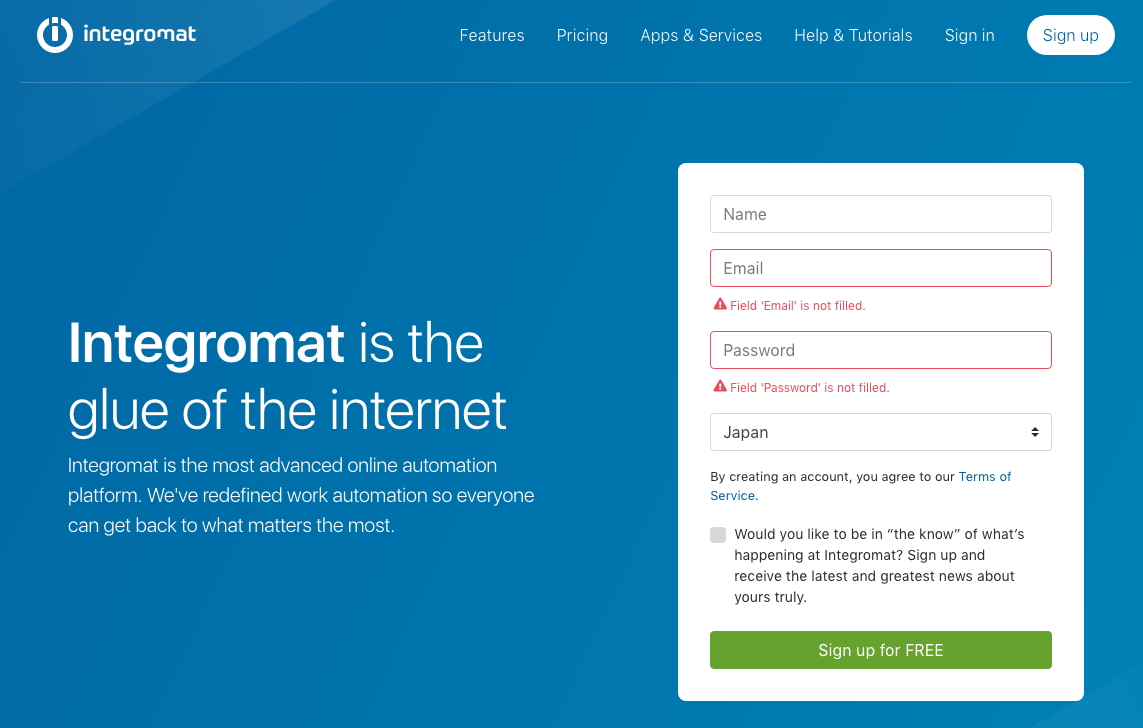 integromat
Features
Pricing
Apps & Services
Help & Tutorials
Sign in
Sign up
Integromat is the
glue of the internet
Integromat is the most advanced online automation
platform. We've redefined work automation so everyone
can get back to what matters the most.
Name
Email
Field 'Email' is not filled.
Password
Field 'Password' is not filled.
Japan
By creating an account, you agree to our Terms of
Service.
Would you like to be in “the know” of what’s
happening at Integromat? Sign up and
receive the latest and greatest news about
yours truly.
Sign up for FREE